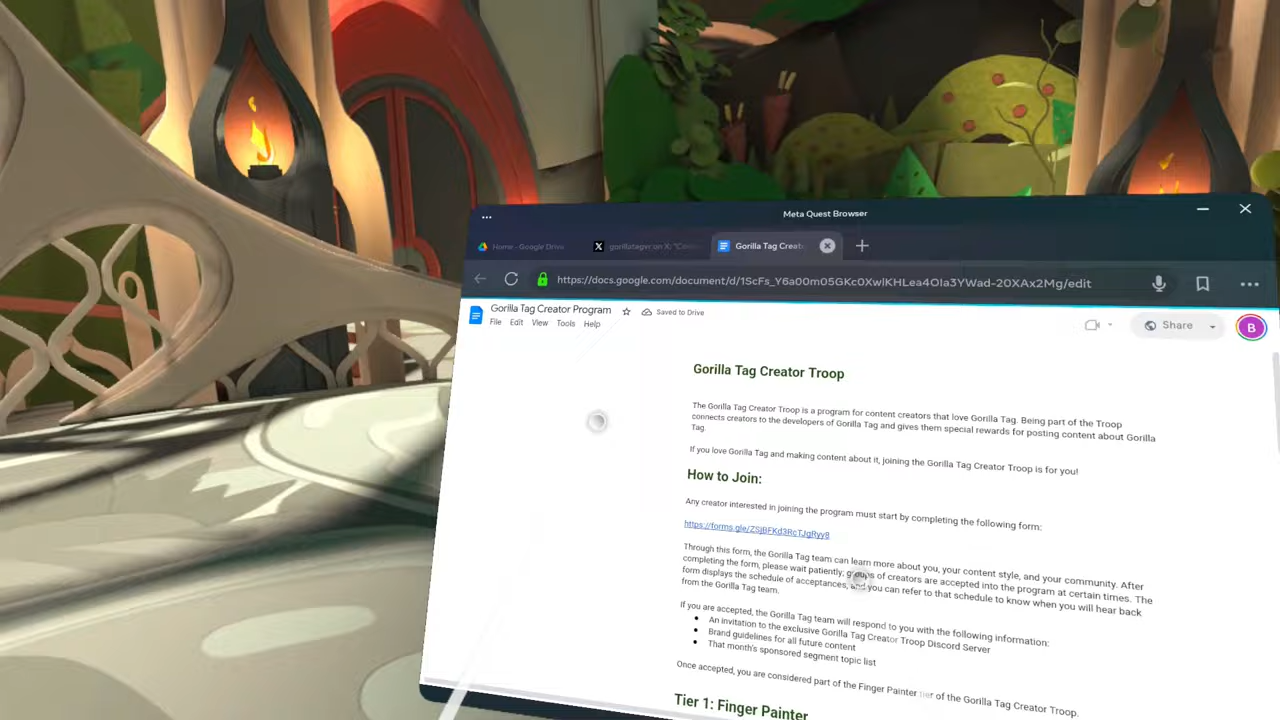 Meta Quest Browser
Home - Google Drive
gorillatagvr on X: "Comin
Gorilla Tag Creat
https://docs.google.com/document/d/1ScFs_Y6a00m05GKc0XwlKHLea4OIa3YWad-20XAx2Mg/edit
Gorilla Tag Creator Program
Saved to Drive
File Edit View Tools Help
Share
B
Gorilla Tag Creator Troop
The Gorilla Tag Creator Troop is a program for content creators that love Gorilla Tag. Being part of the Troop
connects creators to the developers of Gorilla Tag and gives them special rewards for posting content about Gorilla
Tag.
If you love Gorilla Tag and making content about it, joining the Gorilla Tag Creator Troop is for you!
How to Join:
Any creator interested in joining the program must start by completing the following form:
https://forms.gle/ZSjBFKd3RcTJgRyy8
Through this form, the Gorilla Tag team can learn more about you, your content style, and your community. After
completing the form, please wait patiently; groups of creators are accepted into the program at certain times. The
form displays the schedule of acceptances, and you can refer to that schedule to know when you will hear back
from the Gorilla Tag team.
If you are accepted, the Gorilla Tag team will respond to you with the following information:
• An invitation to the exclusive Gorilla Tag Creator Troop Discord Server
• Brand guidelines for all future content
• That month's sponsored segment topic list
Once accepted, you are considered part of the Finger Painter tier of the Gorilla Tag Creator Troop.
Tier 1: Finger Painter